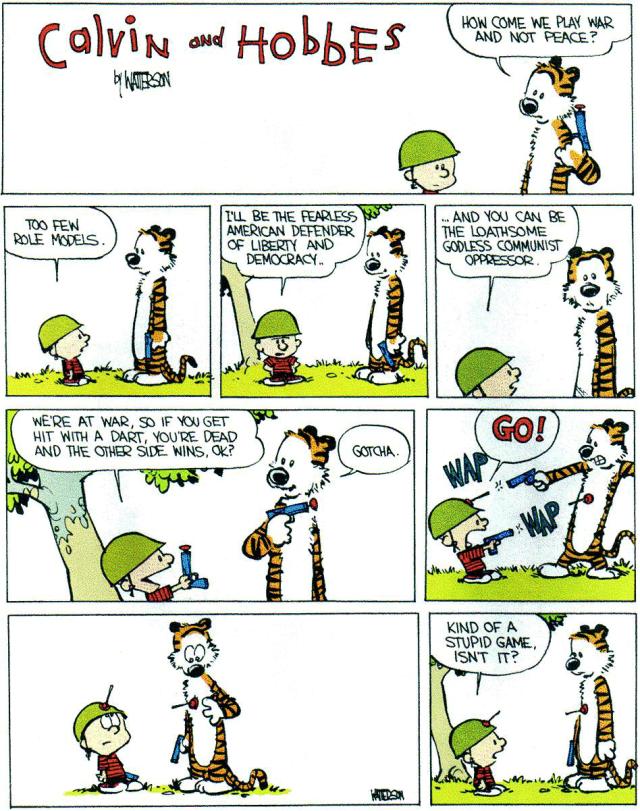 Calvin and HobbEs
by WATTERSON
HOW COME WE PLAY WAR
AND NOT PEACE?
TOO FEW
ROLE MODELS.
I'LL BE THE FEARLESS
AMERICAN DEFENDER
OF LIBERTY AND
DEMOCRACY..
... AND YOU CAN BE
THE LOATHSOME
GODLESS COMMUNIST
OPPRESSOR.
WE'RE AT WAR, SO IF YOU GET
HIT WITH A DART, YOU'RE DEAD
AND THE OTHER SIDE WINS, OK?
GOTCHA.
GO!
WAP
WAP
WATTERSON
KIND OF A
STUPID GAME,
ISN'T IT?